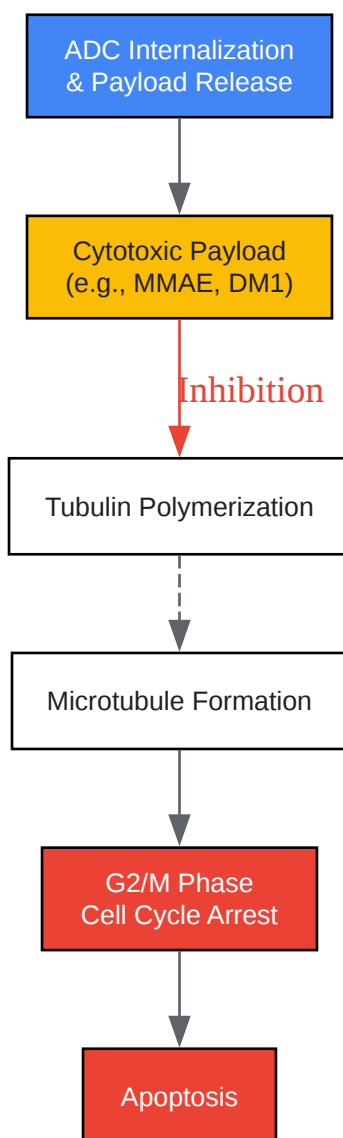 ADC Internalization
& Payload Release
Cytotoxic Payload
(e.g., MMAE, DM1)
Inhibition
Tubulin Polymerization
Microtubule Formation
G2/M Phase
Cell Cycle Arrest
Apoptosis